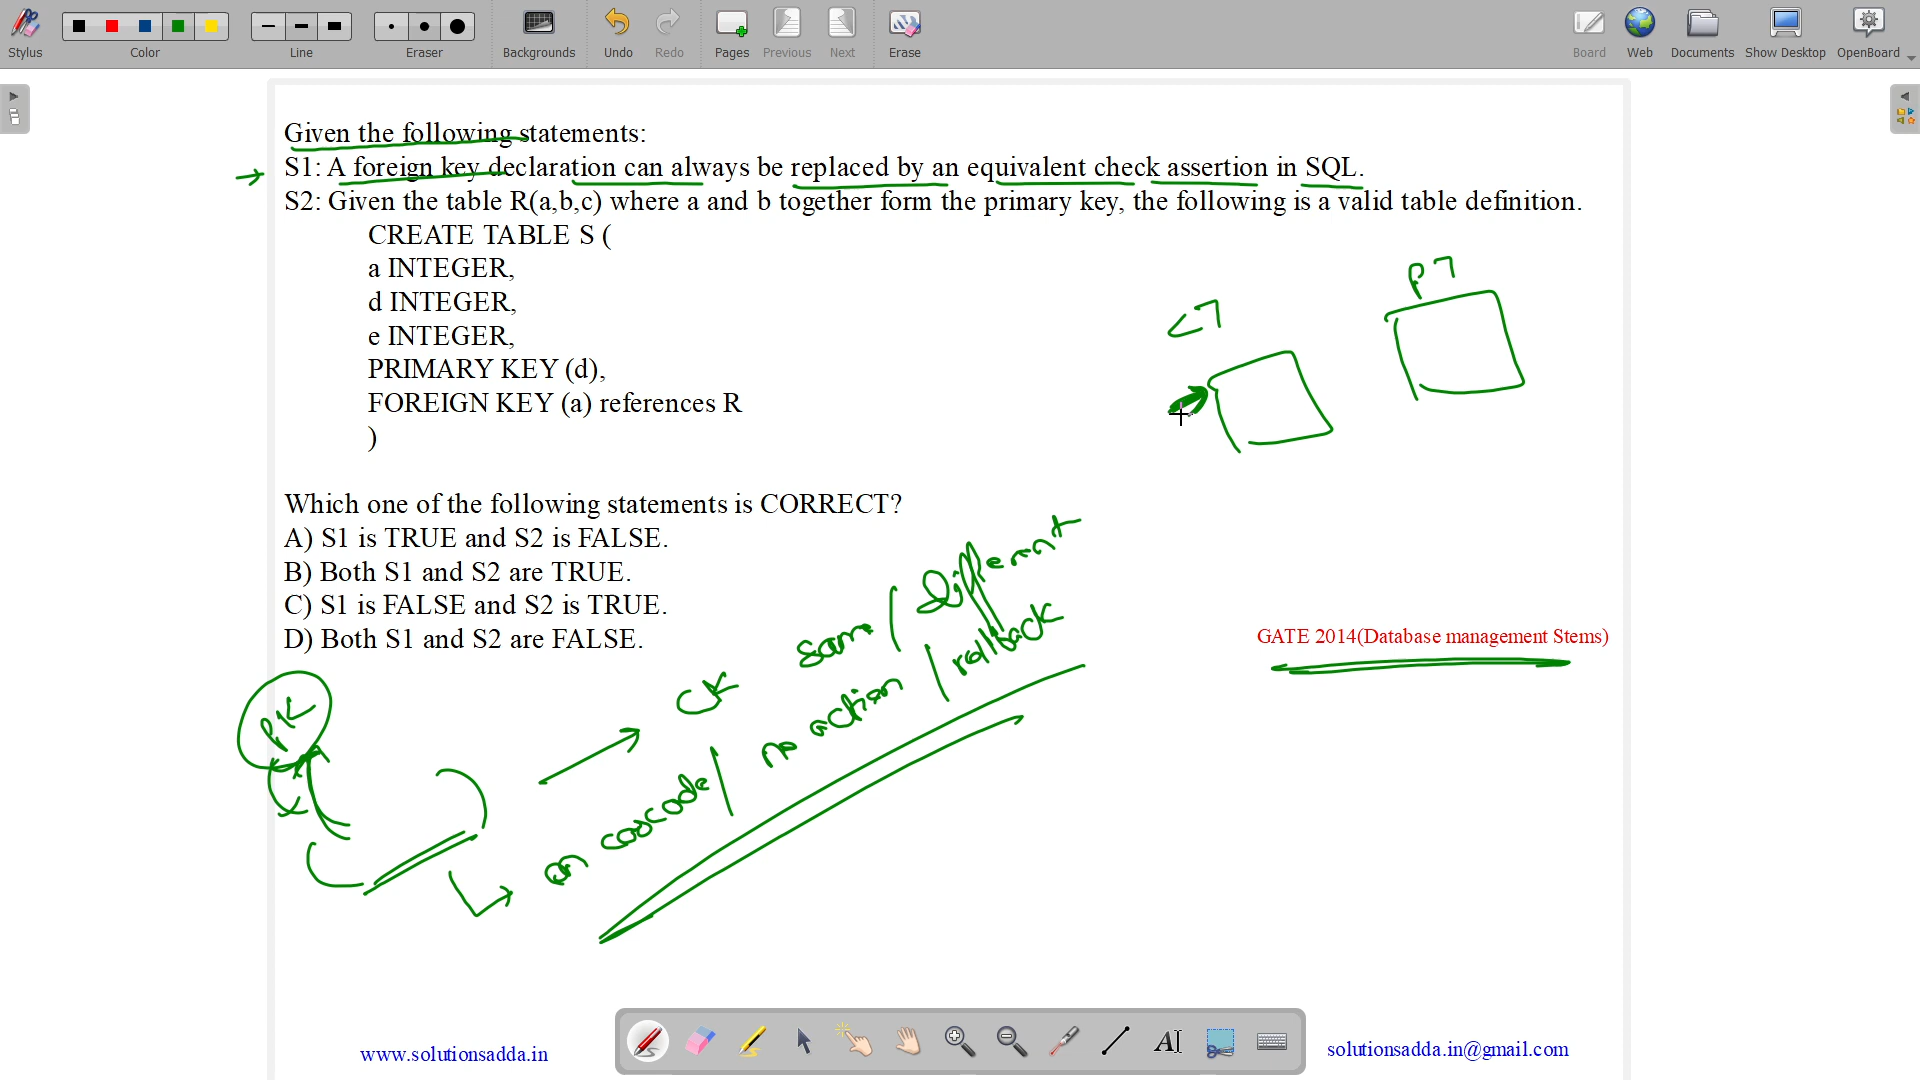 Stylus Color Line Eraser Backgrounds Undo Redo Pages Previous Next Erase Board Web Documents Show Desktop OpenBoard
Given the following statements:
S1: A foreign key declaration can always be replaced by an equivalent check assertion in SQL.
S2: Given the table R(a,b,c) where a and b together form the primary key, the following is a valid table definition.
CREATE TABLE S (
a INTEGER,
d INTEGER,
e INTEGER,
PRIMARY KEY (d),
FOREIGN KEY (a) references R
)
CT
PT
Which one of the following statements is CORRECT?
A) S1 is TRUE and S2 is FALSE.
B) Both S1 and S2 are TRUE.
C) S1 is FALSE and S2 is TRUE.
D) Both S1 and S2 are FALSE.
GATE 2014(Database management Stems)
PK
CK same/different
on cascade/ no action/rollback
www.solutionsadda.in
solutionsadda.in@gmail.com